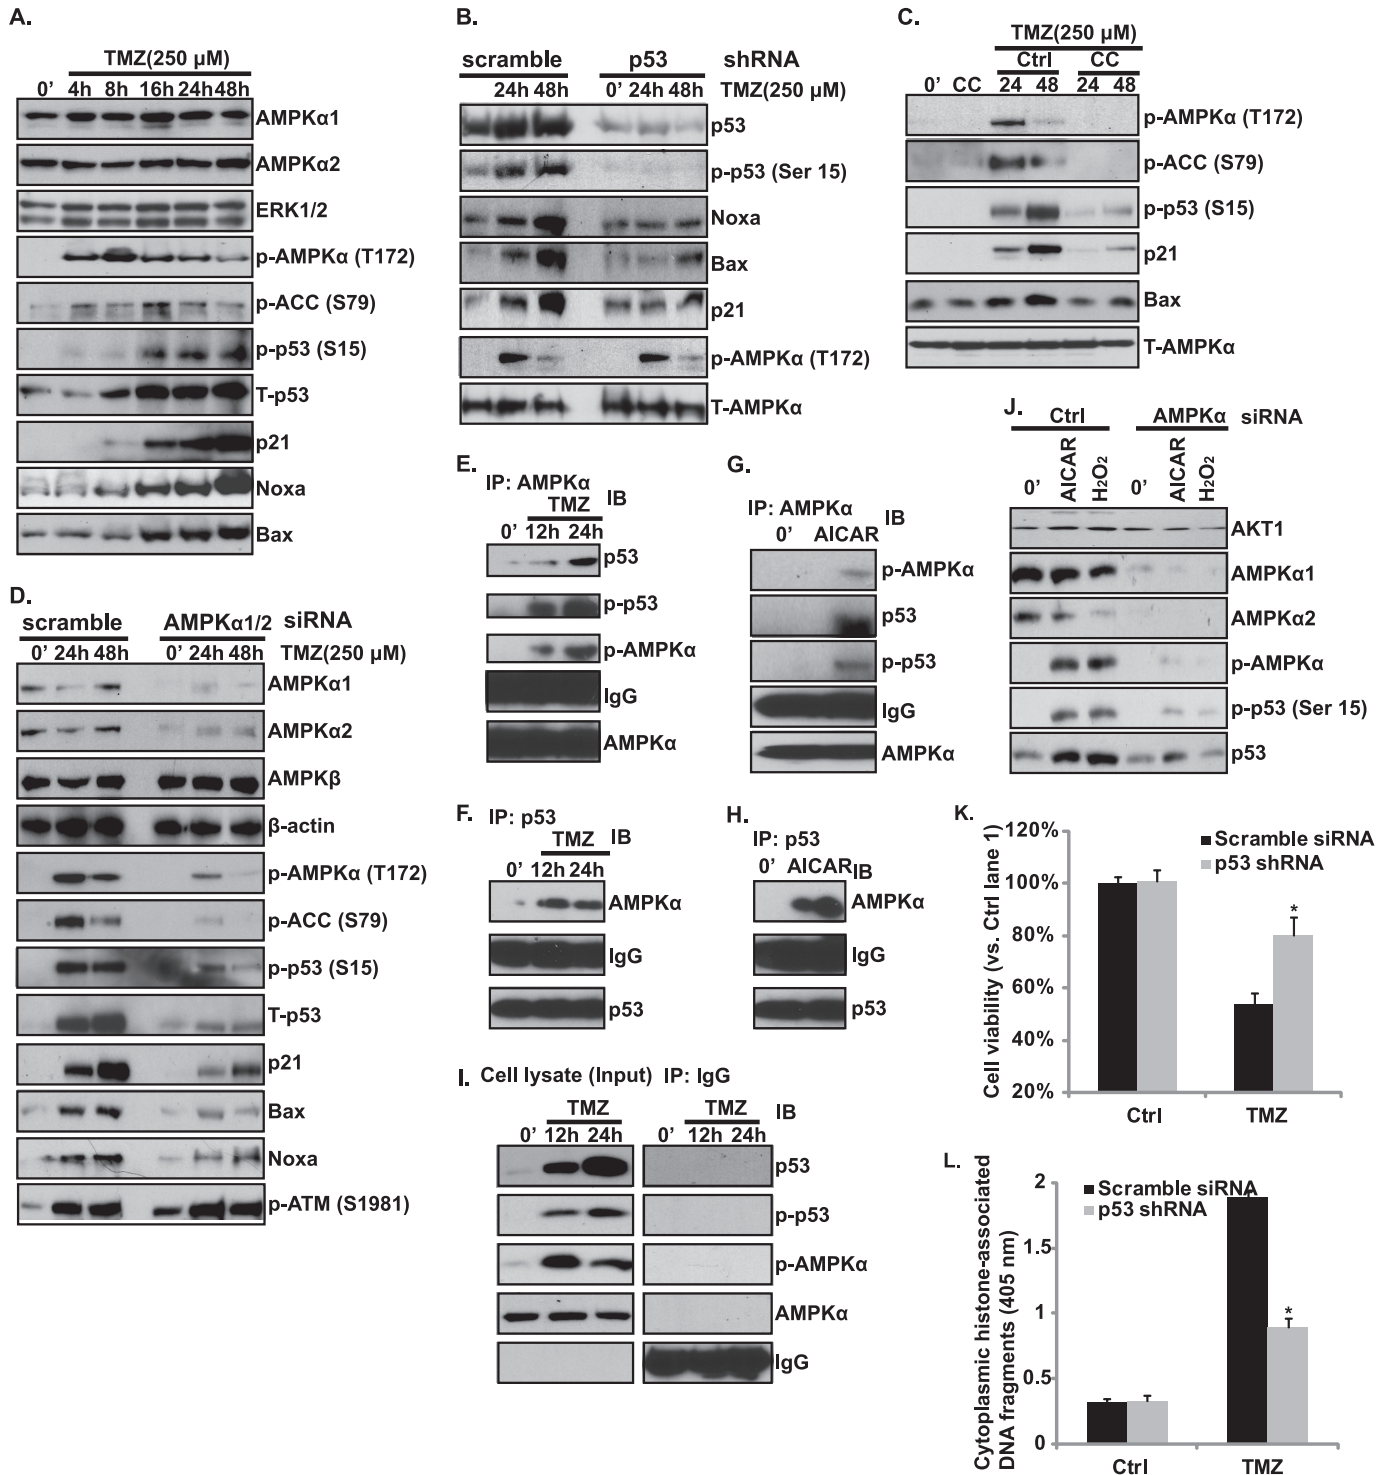 A.
TMZ(250 µM)
0’ 4h 8h 16h 24h 48h
AMPKα1
AMPKα2
ERK1/2
p-AMPKα (T172)
p-ACC (S79)
p-p53 (S15)
T-p53
p21
Noxa
Bax
B.
scramble p53 shRNA
24h 48h 0’ 24h 48h TMZ(250 µM)
p53
p-p53 (Ser 15)
Noxa
Bax
p21
p-AMPKα (T172)
T-AMPKα
C.
TMZ(250 µM)
Ctrl CC
0’ CC 24 48 24 48
p-AMPKα (T172)
p-ACC (S79)
p-p53 (S15)
p21
Bax
T-AMPKα
D.
scramble AMPKα1/2 siRNA
0’ 24h 48h 0’ 24h 48h TMZ(250 µM)
AMPKα1
AMPKα2
AMPKβ
β-actin
p-AMPKα (T172)
p-ACC (S79)
p-p53 (S15)
T-p53
p21
Bax
Noxa
p-ATM (S1981)
E.
IP: AMPKα
TMZ IB
0’ 12h 24h
p53
p-p53
p-AMPKα
IgG
AMPKα
F. IP: p53
TMZ IB
0’ 12h 24h
AMPKα
IgG
p53
G.
IP: AMPKα IB
0’ AICAR
p-AMPKα
p53
p-p53
IgG
AMPKα
H.
IP: p53
0’ AICAR IB
AMPKα
IgG
p53
I. Cell lysate (Input) IP: IgG
TMZ TMZ IB
0’ 12h 24h 0’ 12h 24h
p53
p-p53
p-AMPKα
AMPKα
IgG
J.
Ctrl AMPKα siRNA
0’ AICAR H2O2 0’ AICAR H2O2
AKT1
AMPKα1
AMPKα2
p-AMPKα
p-p53 (Ser 15)
p53
K.
Cell viability (vs. Ctrl lane 1)
120%
100%
80%
60%
40%
20%
Scramble siRNA
p53 shRNA
*
Ctrl TMZ
L.
Cytoplasmic histone-associated
DNA fragments (405 nm)
2
1.5
1
0.5
0
Scramble siRNA
p53 shRNA
*
Ctrl TMZ